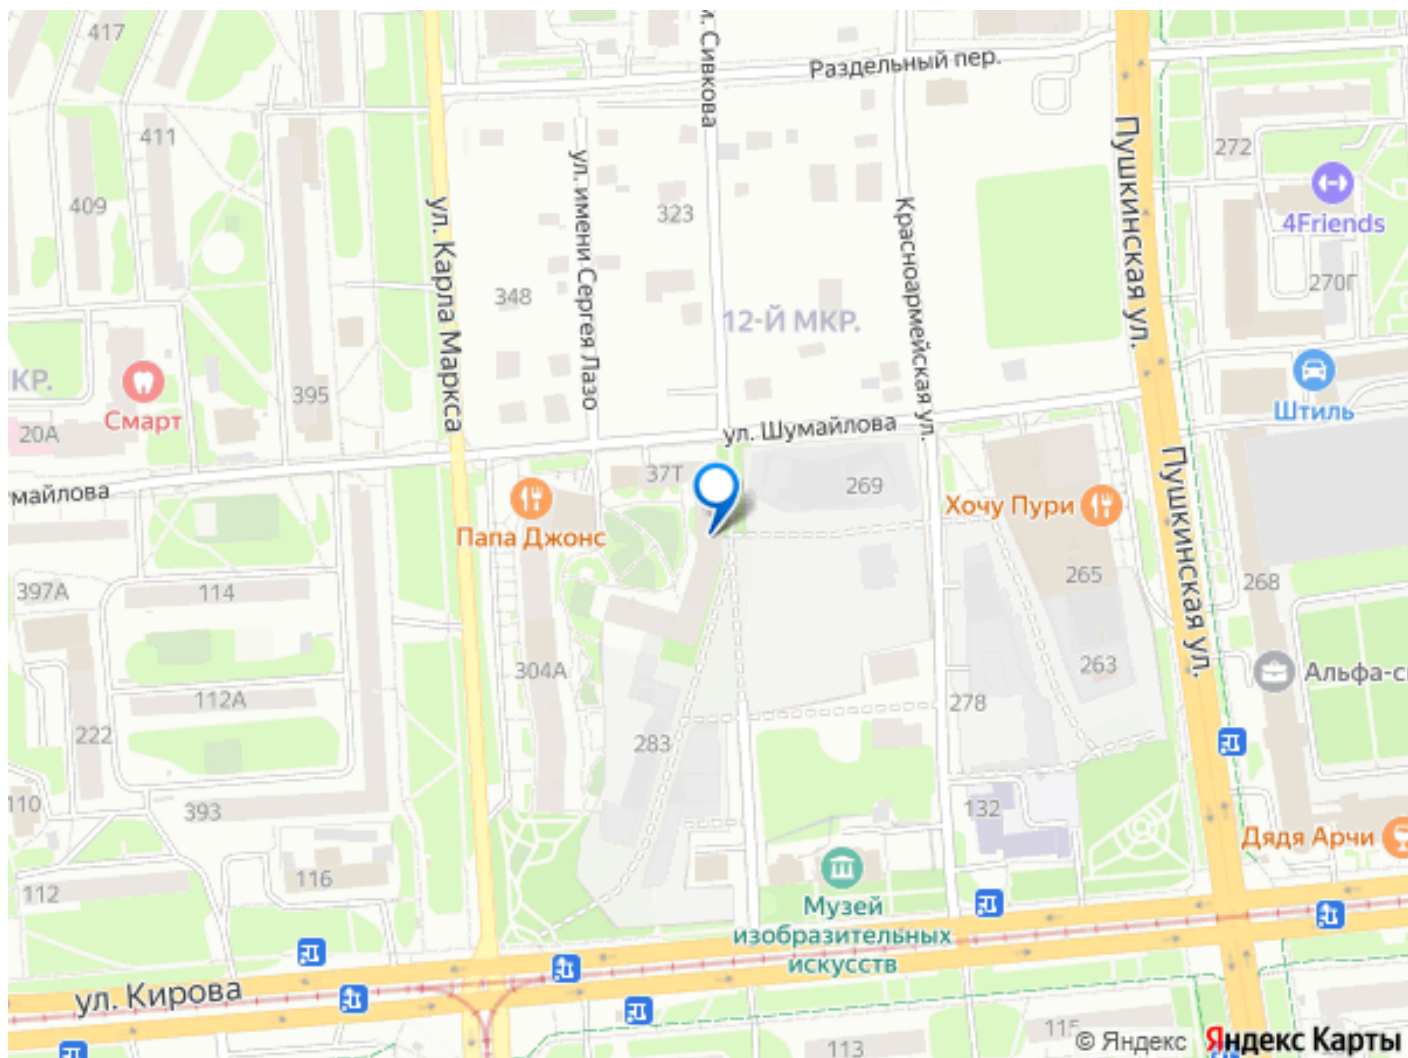 417
м. Сивкова
Раздельный пер.
411
ул. имени Сергея Лазо
Красноармейская ул.
Пушкинская ул.
272
409
ул. Карла Маркса
323
4Friends
348
12-Й МКР.
270Г
КР.
Смарт
395
Штиль
20А
ул. Шумайлова
умайлова
37Т
269
Хочу Пури
Пушкинская ул.
Папа Джонс
397А
114
265
268
304А
263
Альфа-с
112А
278
222
283
110
393
132
Дядя Арчи
112
116
Музей
изобразительных
искусств
ул. Кирова
113
115
© Яндекс
Яндекс Карты